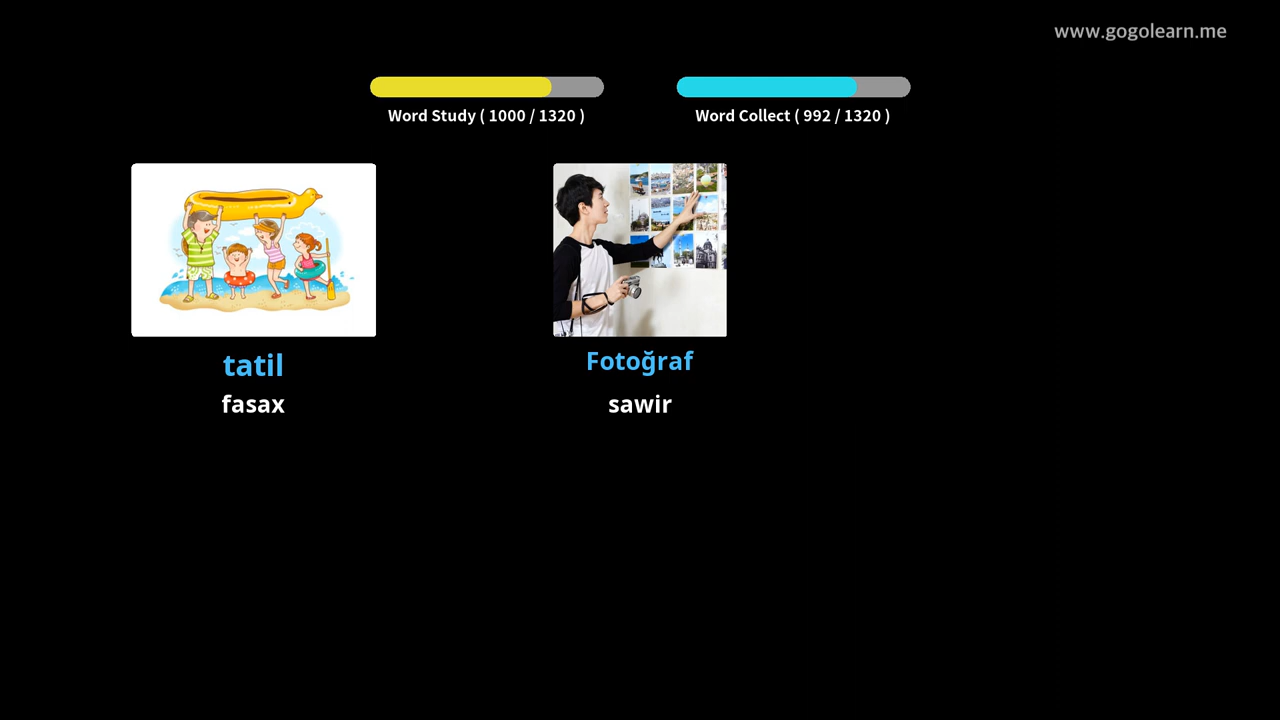 www.gogolearn.me
Word Study ( 1000 / 1320 )
Word Collect ( 992 / 1320 )
tatil
fasax
Fotoğraf
sawir